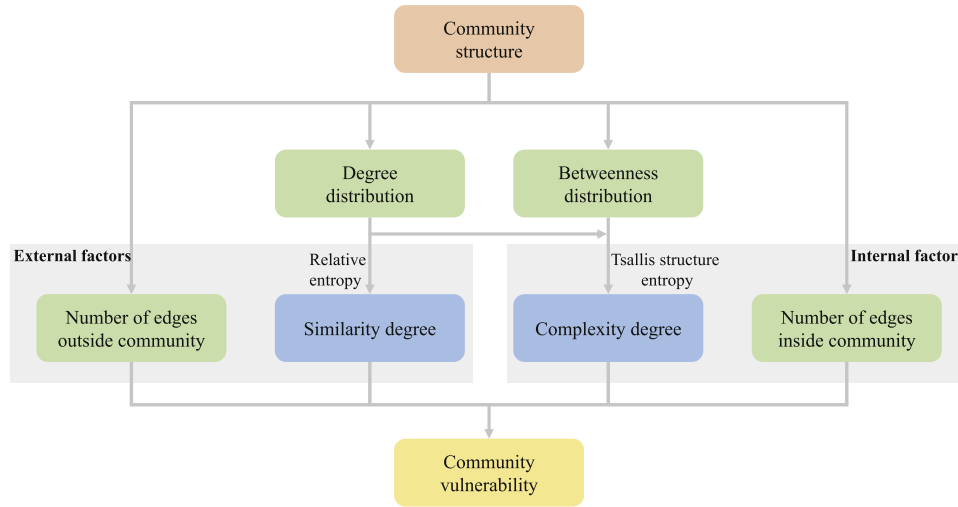 Community
structure
Degree
distribution
Betweenness
distribution
External factors
Relative
entropy
Tsallis structure
entropy
Internal factor
Number of edges
outside community
Similarity degree
Complexity degree
Number of edges
inside community
Community
vulnerability